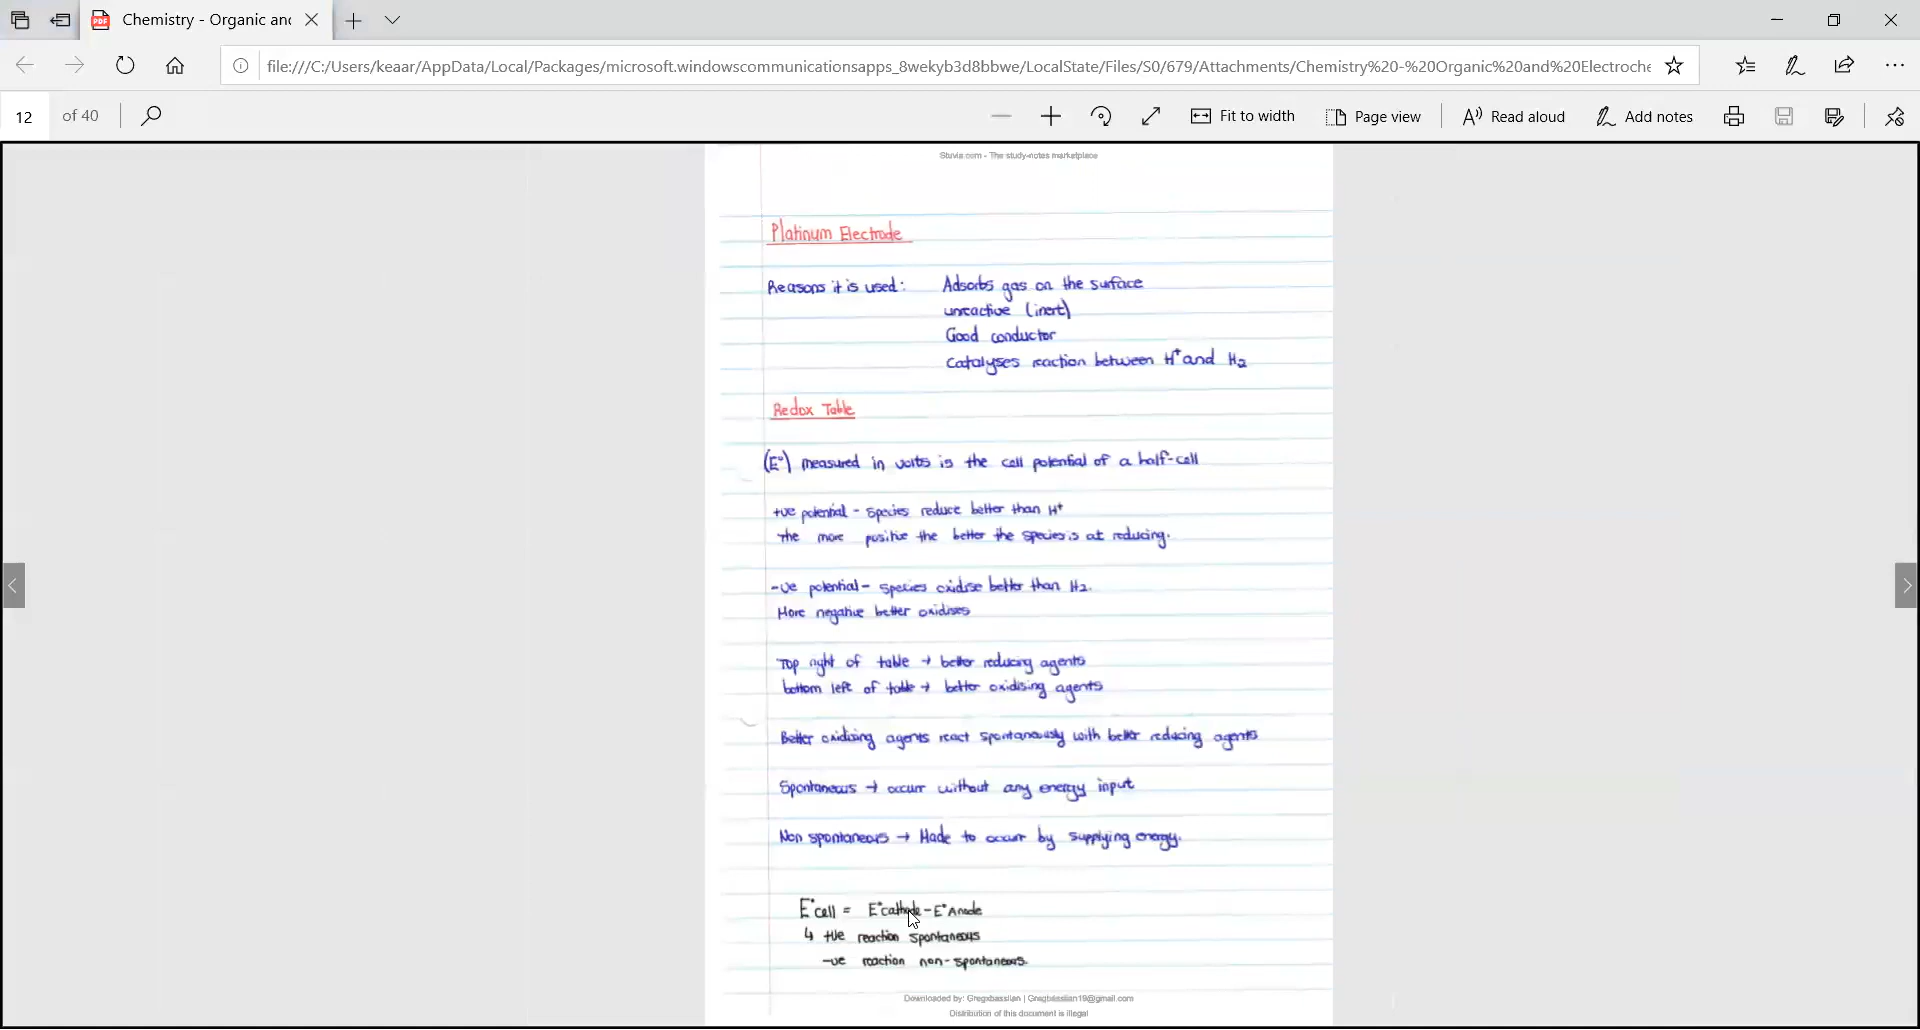 Chemistry - Organic and
file:///C:/Users/keaar/AppData/Local/Packages/microsoft.windowscommunicationsapps_8wekyb3d8bbwe/LocalState/Files/S0/679/Attachments/Chemistry%20-%20Organic%20and%20Electroche
12 of 40 Fit to width Page view Read aloud Add notes
Stuvia.com - The study-notes marketplace
Platinum Electrode
Reasons it is used: Adsorbs gas on the surface
unreactive (inert)
Good conductor
Catalyses reaction between H⁺ and H₂
Redox Table
(E°) measured in volts is the cell potential of a half-cell
+ve potential - species reduce better than H⁺
The more positive the better the species is at reducing.
-ve potential - species oxidise better than H₂.
More negative better oxidises
Top right of table → better reducing agents
bottom left of table → better oxidising agents
Better oxidising agents react spontaneously with better reducing agents
Spontaneous → occurr without any energy input
Non spontaneous → Made to occurr by supplying energy.
E°cell = E°cathode - E°Anode
↳ +ve reaction spontaneous
-ve reaction non-spontaneous.
Downloaded by: Gregxbasslian | Gregbasslian19@gmail.com
Distribution of this document is illegal